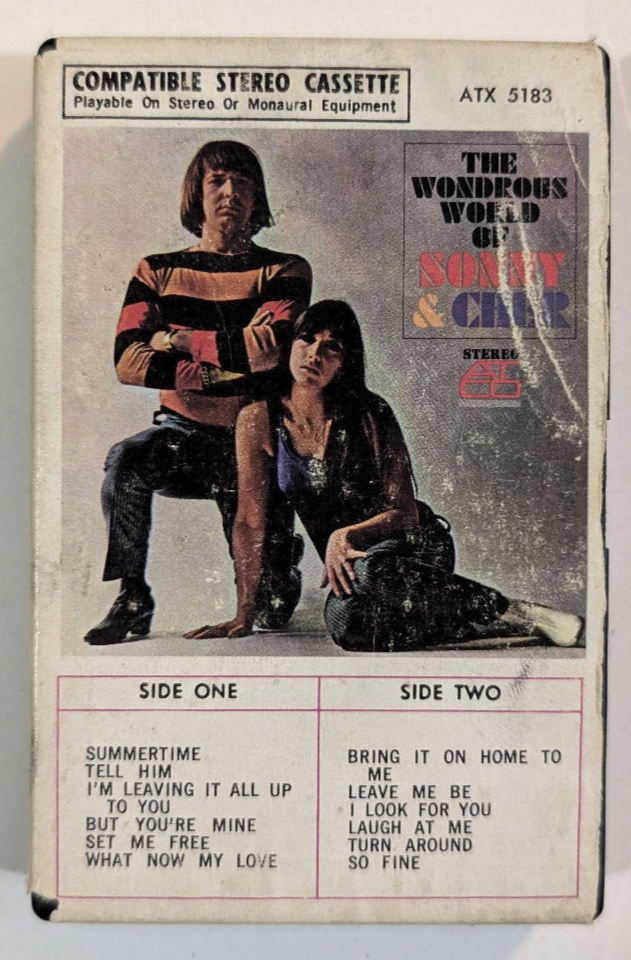 COMPATIBLE STEREO CASSETTE
Playable On Stereo Or Monaural Equipment
ATX 5183
THE
WONDROUS
WORLD
OF
SONNY
& CHER
STEREO
SIDE ONE
SUMMERTIME
TELL HIM
I'M LEAVING IT ALL UP
TO YOU
BUT YOU'RE MINE
SET ME FREE
WHAT NOW MY LOVE
SIDE TWO
BRING IT ON HOME TO
ME
LEAVE ME BE
I LOOK FOR YOU
LAUGH AT ME
TURN AROUND
SO FINE